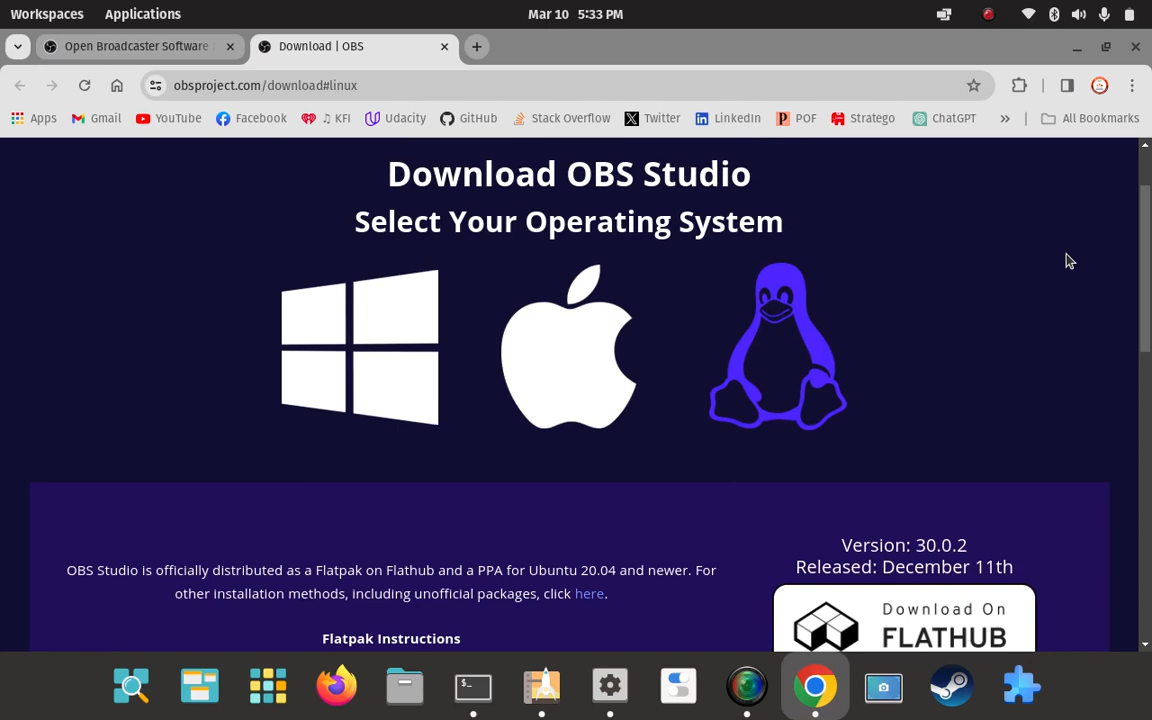 Workspaces Applications Mar 10 5:33 PM
Open Broadcaster Software Download | OBS
obsproject.com/download#linux
Apps Gmail YouTube Facebook ♫ KFI Udacity GitHub Stack Overflow Twitter LinkedIn POF Stratego ChatGPT » All Bookmarks
Download OBS Studio
Select Your Operating System
Version: 30.0.2
Released: December 11th
OBS Studio is officially distributed as a Flatpak on Flathub and a PPA for Ubuntu 20.04 and newer. For
other installation methods, including unofficial packages, click here.
Flatpak Instructions
Download On
FLATHUB